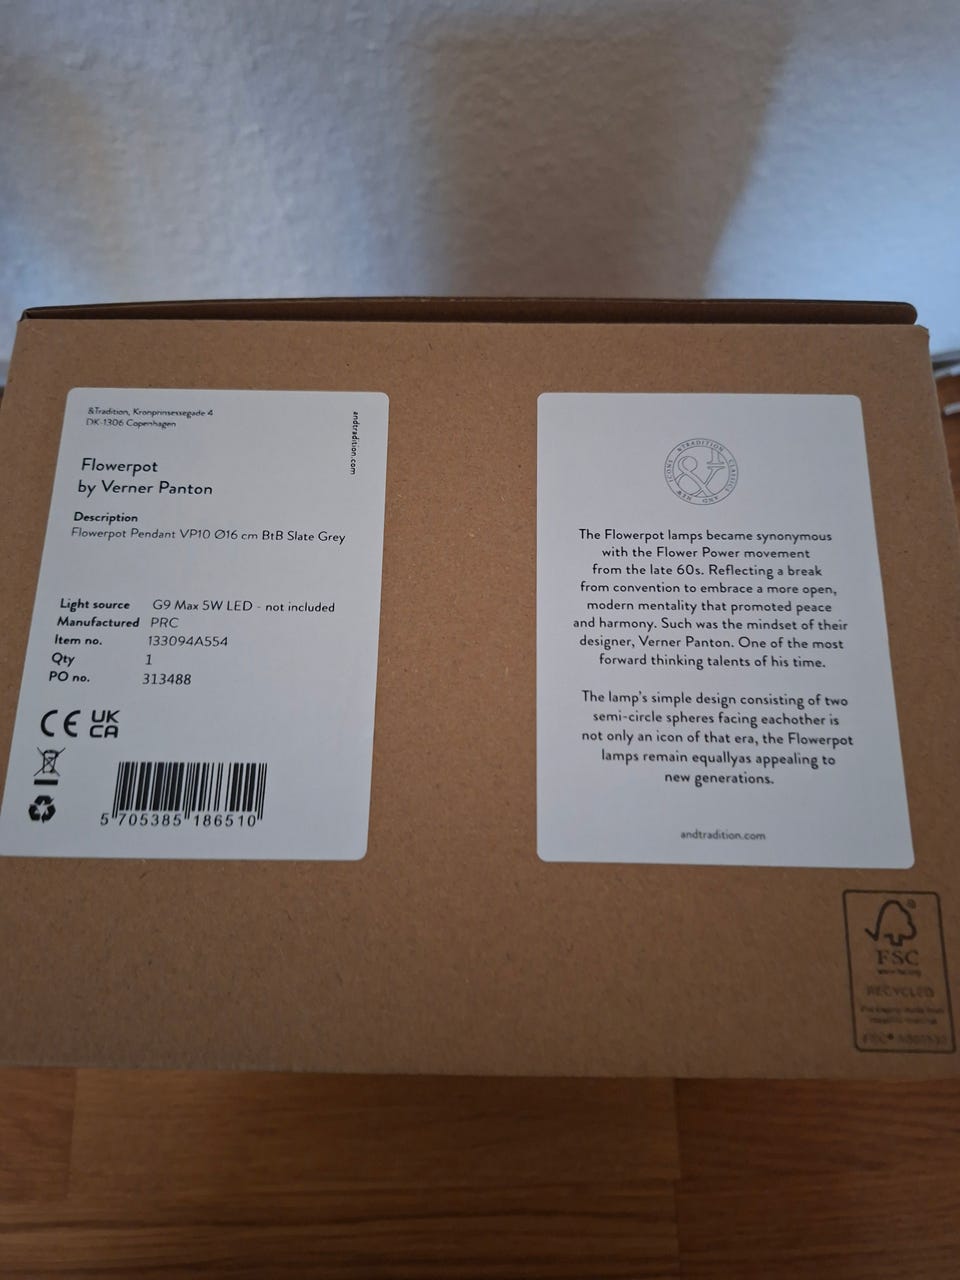 &Tradition, Kronprinsessegade 4
DK-1306 Copenhagen
andtradition.com
Flowerpot
by Verner Panton
Description
Flowerpot Pendant VP10 Ø16 cm BtB Slate Grey
Light source G9 Max 5W LED - not included
Manufactured PRC
Item no. 133094A554
Qty 1
PO no. 313488
CE UK
CA
5 705385 186510
&TRADITION CLASSICS AND NEW ICONS
The Flowerpot lamps became synonymous
with the Flower Power movement
from the late 60s. Reflecting a break
from convention to embrace a more open,
modern mentality that promoted peace
and harmony. Such was the mindset of their
designer, Verner Panton. One of the most
forward thinking talents of his time.
The lamp's simple design consisting of two
semi-circle spheres facing eachother is
not only an icon of that era, the Flowerpot
lamps remain equallyas appealing to
new generations.
andtradition.com
FSC
RECYCLED